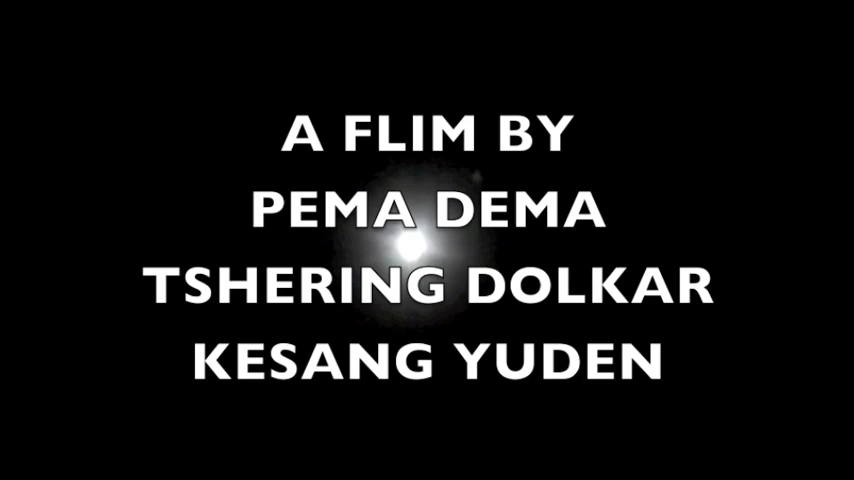 A FLIM BY
PEMA DEMA
TSHERING DOLKAR
KESANG YUDEN